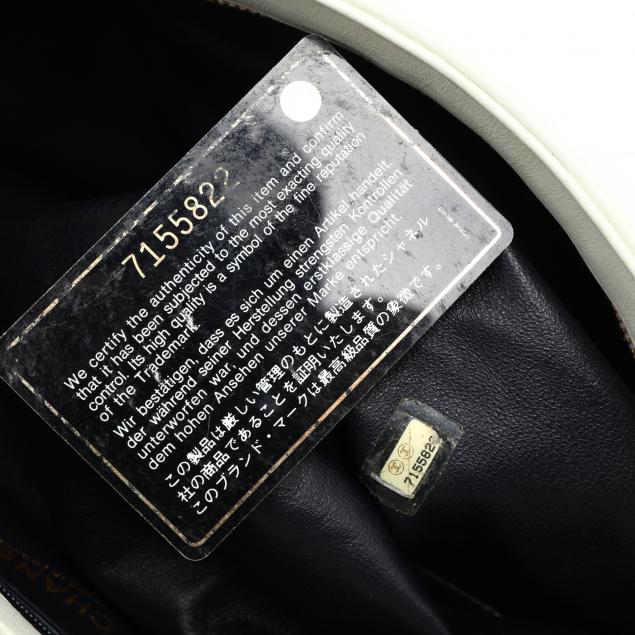 7155822
We certify the authenticity of this item and confirm
that it has been subjected to the most exacting quality
control. Its high quality is a symbol of the fine reputation
of the Trademark.
Wir bestätigen, dass es sich um einen Artikel handelt,
der während seiner Herstellung strengsten Kontrollen
unterworfen war, und dessen erstklassige Qualität
dem hohen Ansehen unserer Marke entspricht.
この製品は厳しい管理のもとに製造されたシャネル
社の商品であることを証明いたします。
このブランド・マークは最高級品質の象徴です。
7155822
CHANEL